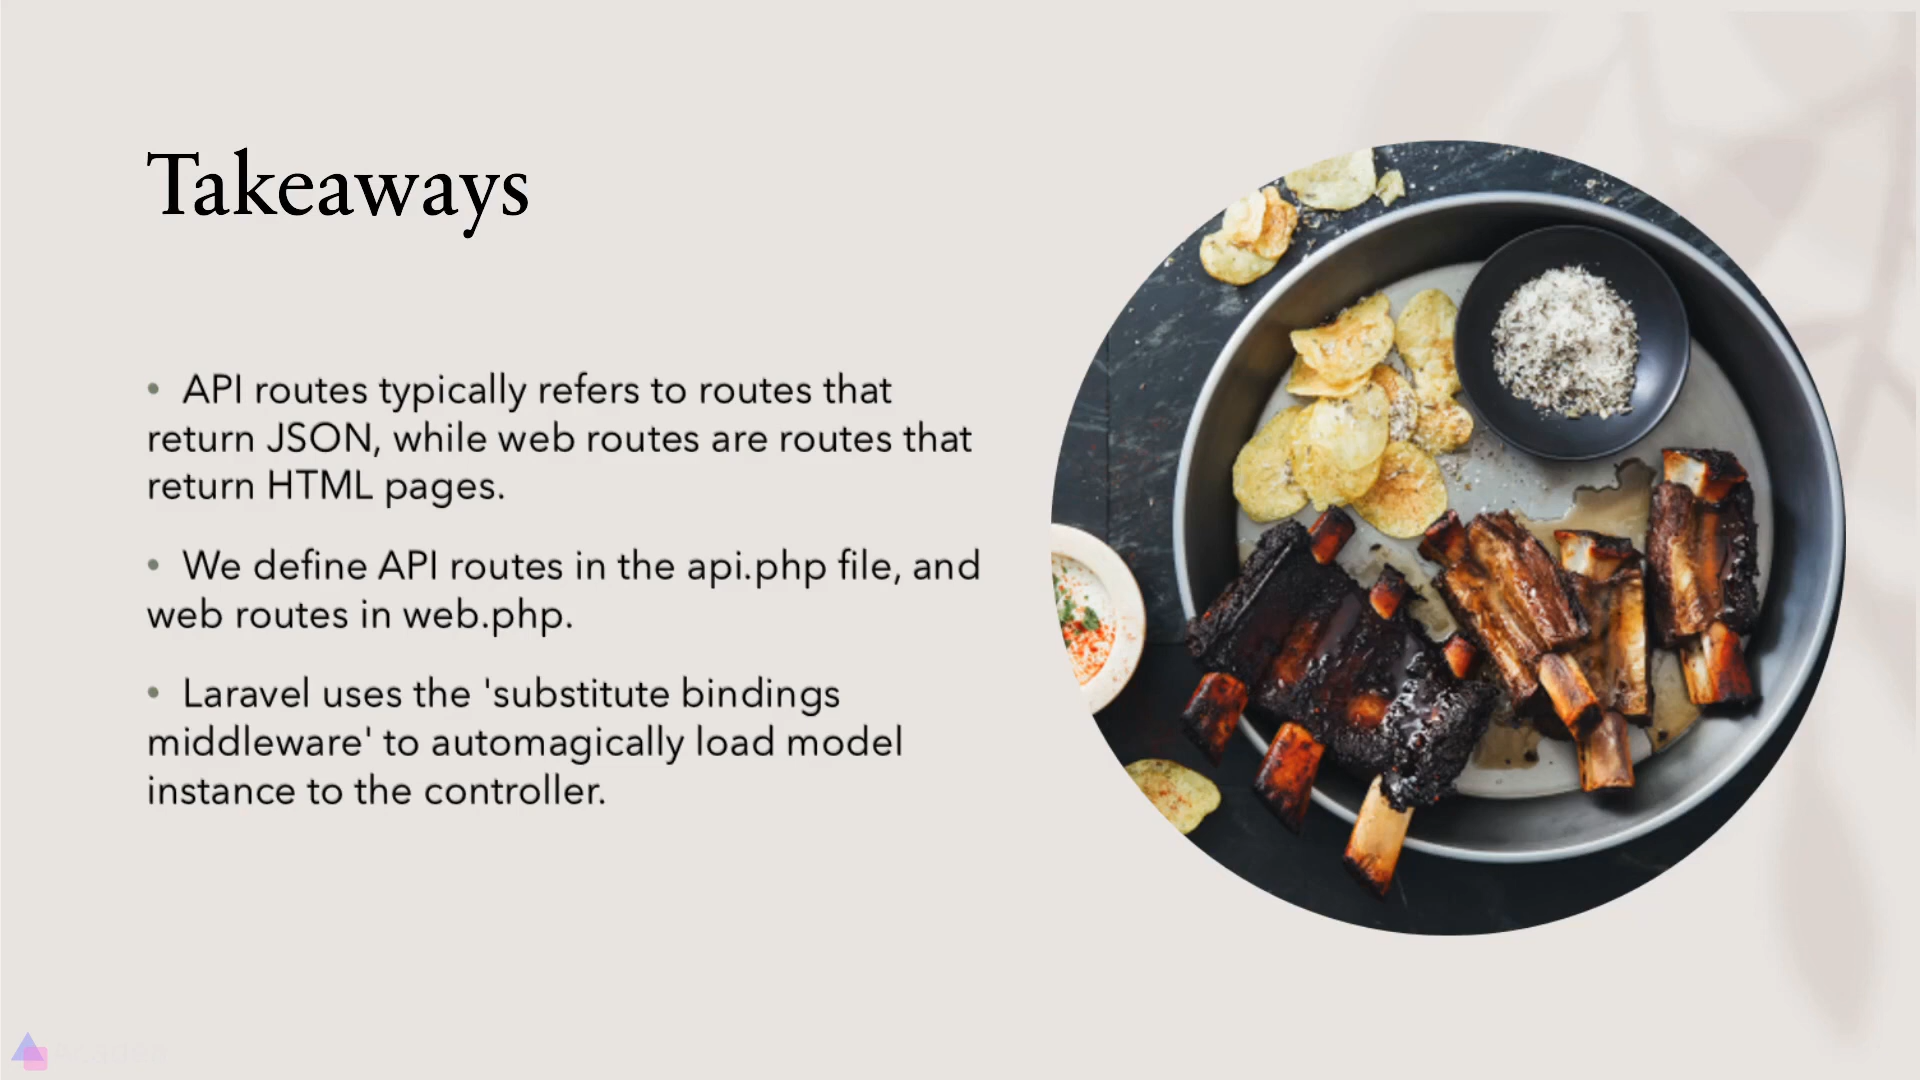 Takeaways
• API routes typically refers to routes that
return JSON, while web routes are routes that
return HTML pages.
• We define API routes in the api.php file, and
web routes in web.php.
• Laravel uses the 'substitute bindings
middleware' to automagically load model
instance to the controller.